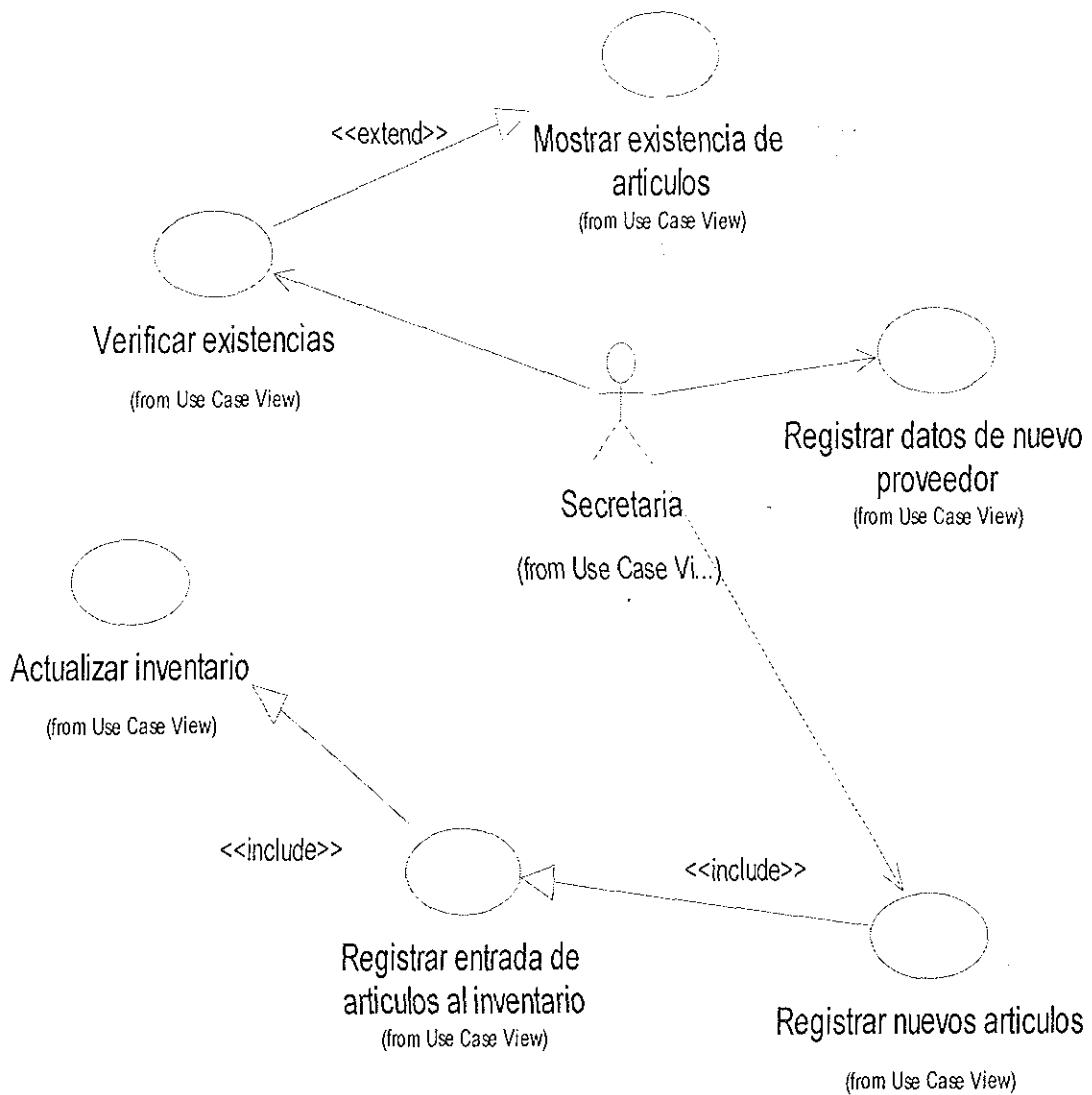 <<extend>>
Mostrar existencia de
articulos
(from Use Case View)
Verificar existencias
(from Use Case View)
Registrar datos de nuevo
proveedor
(from Use Case View)
Secretaria
(from Use Case Vi...)
Actualizar inventario
(from Use Case View)
<<include>>
<<include>>
Registrar entrada de
articulos al inventario
(from Use Case View)
Registrar nuevos articulos
(from Use Case View)